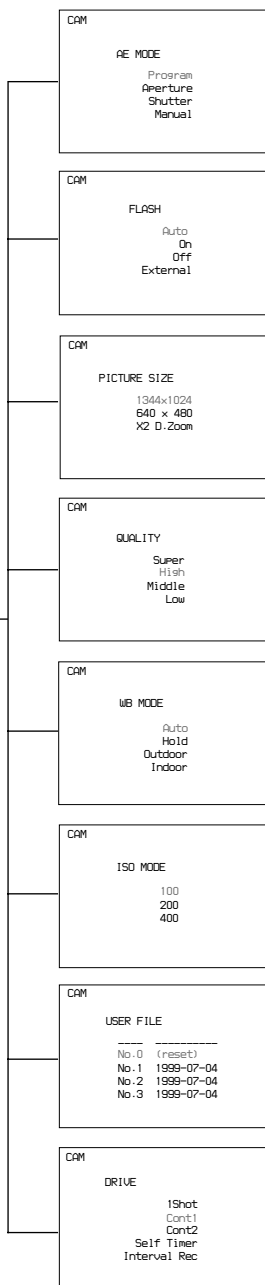 CAM
AE MODE
Program
Aperture
Shutter
Manual
CAM
FLASH
Auto
On
Off
External
CAM
PICTURE SIZE
1344x1024
640 x 480
X2 D.Zoom
CAM
QUALITY
Super
High
Middle
Low
CAM
WB MODE
Auto
Hold
Outdoor
Indoor
CAM
ISO MODE
100
200
400
CAM
USER FILE
---- ----------
No.0 (reset)
No.1 1999-07-04
No.2 1999-07-04
No.3 1999-07-04
CAM
DRIVE
1Shot
Cont1
Cont2
Self Timer
Interval Rec